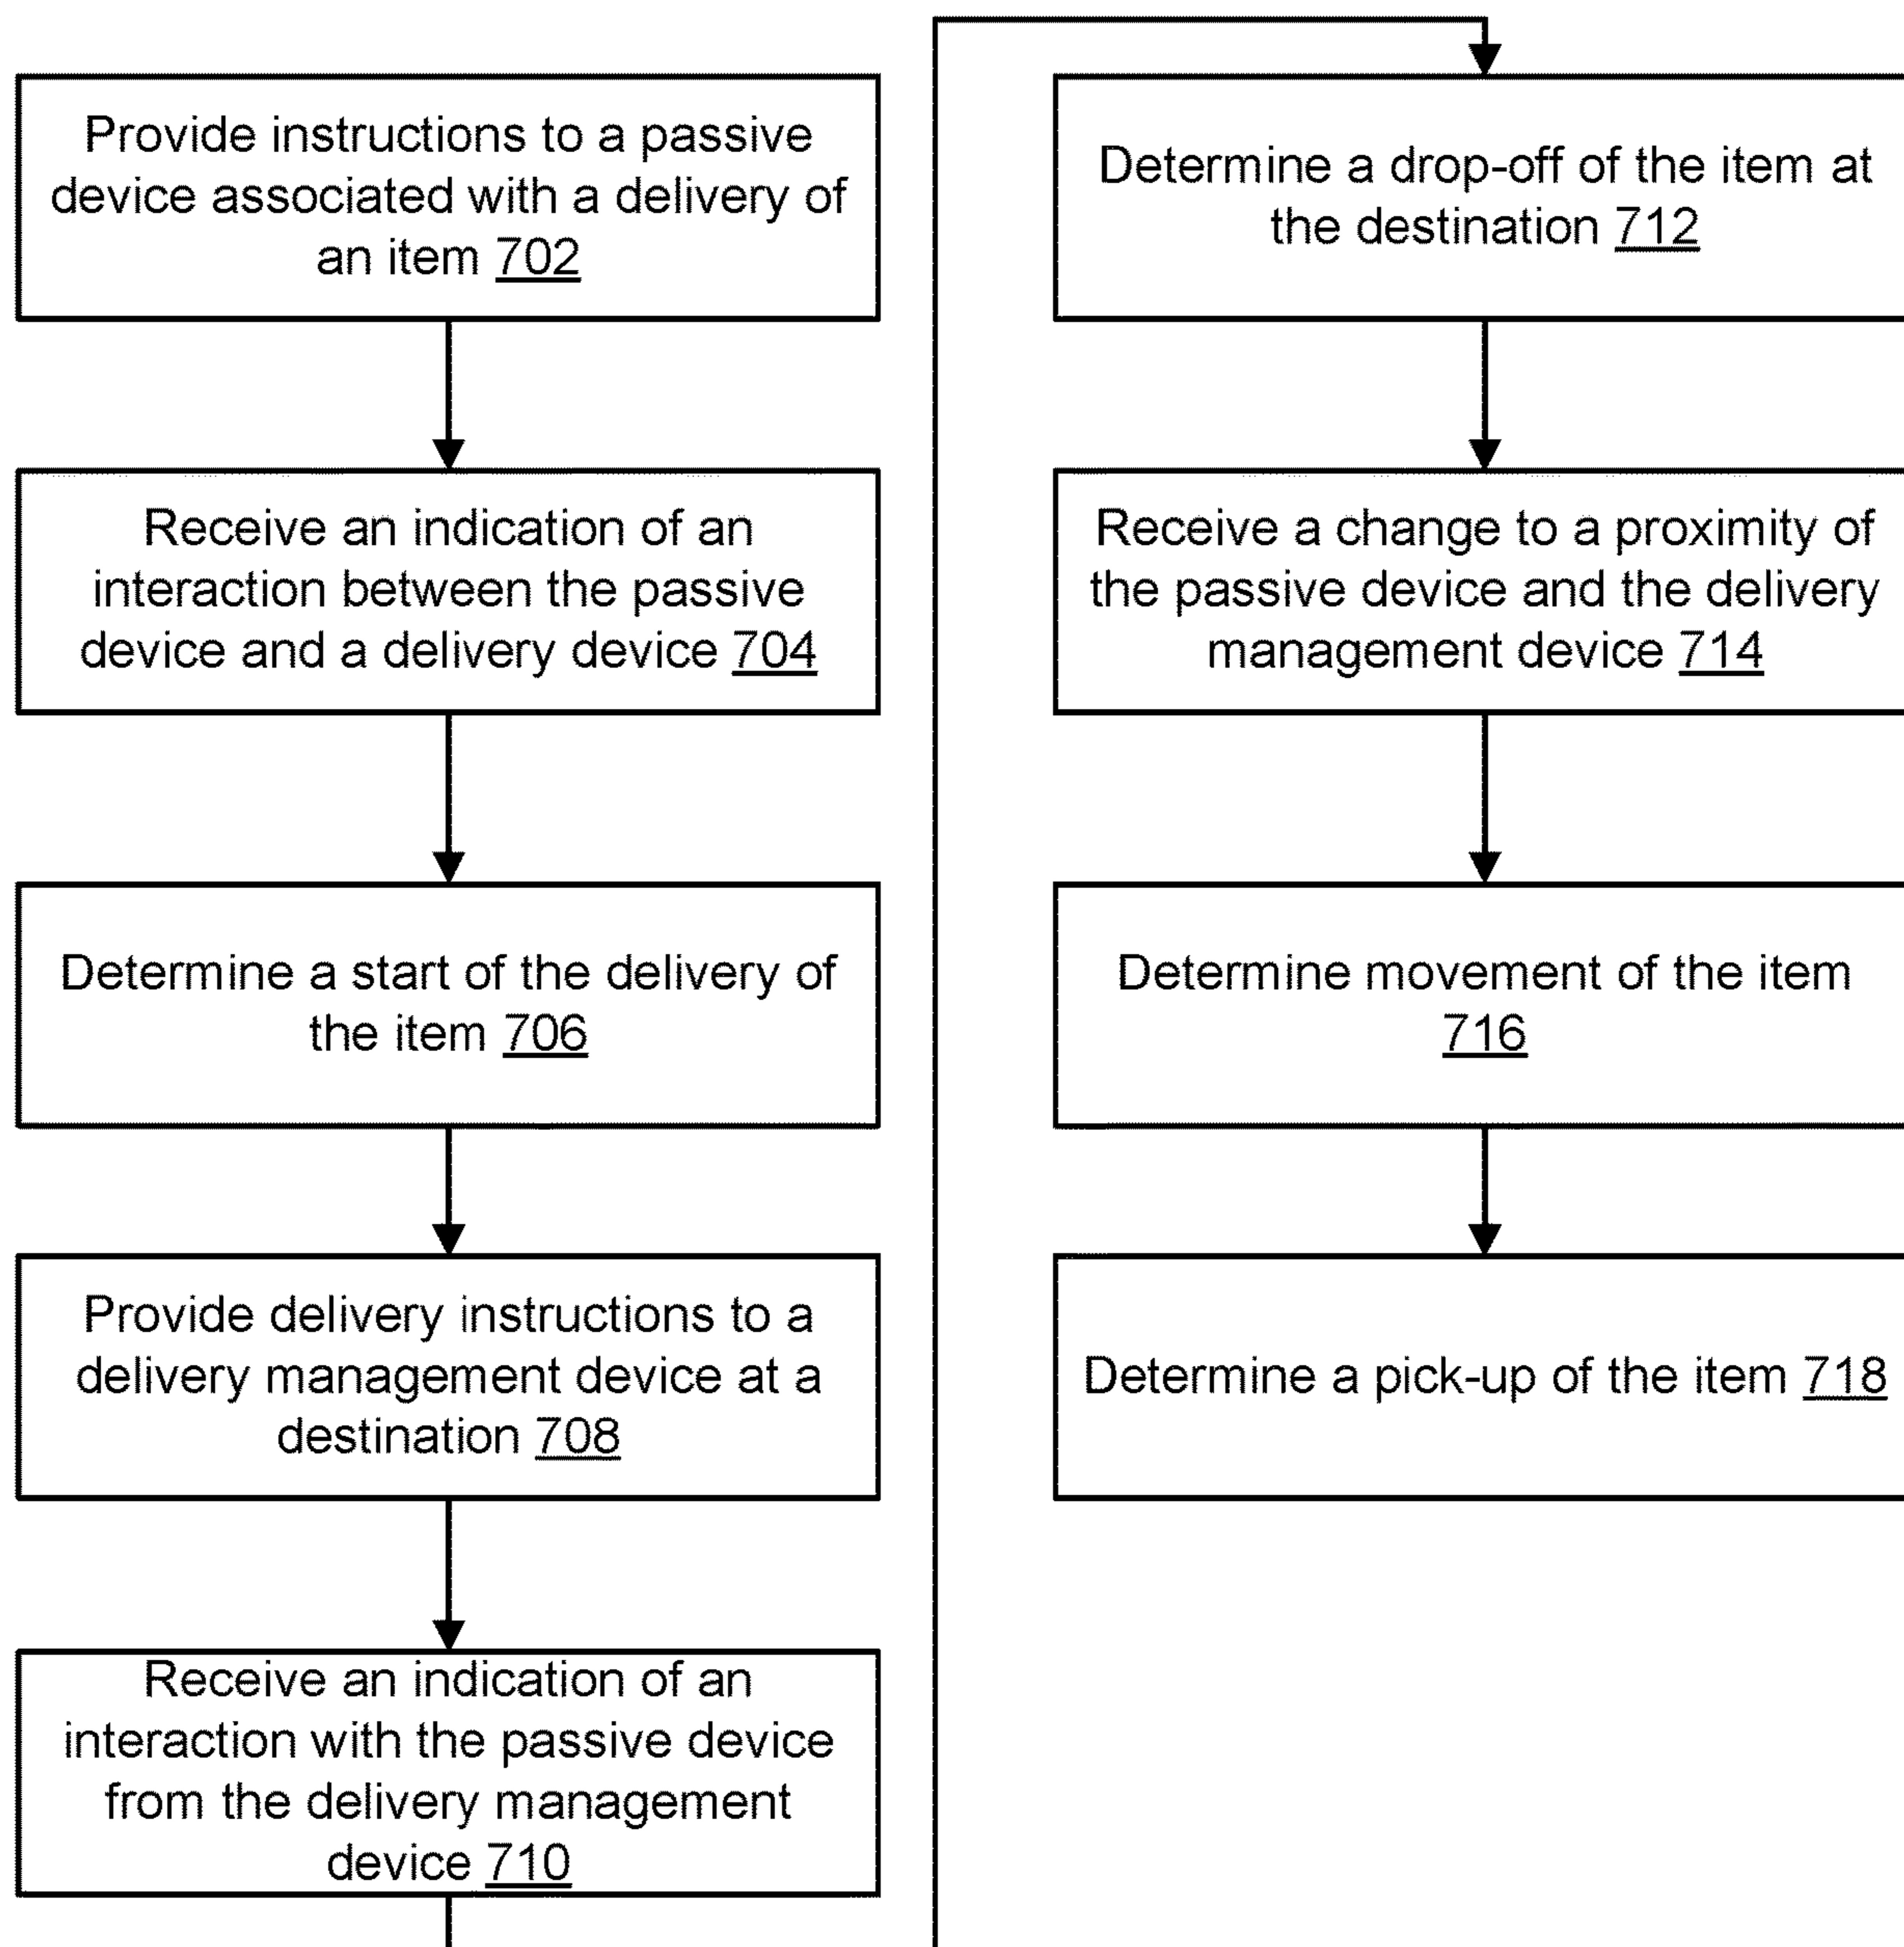 Provide instructions to a passive
device associated with a delivery of
an item 702
Receive an indication of an
interaction between the passive
device and a delivery device 704
Determine a start of the delivery of
the item 706
Provide delivery instructions to a
delivery management device at a
destination 708
Receive an indication of an
interaction with the passive device
from the delivery management
device 710
Determine a drop-off of the item at
the destination 712
Receive a change to a proximity of
the passive device and the delivery
management device 714
Determine movement of the item
716
Determine a pick-up of the item 718